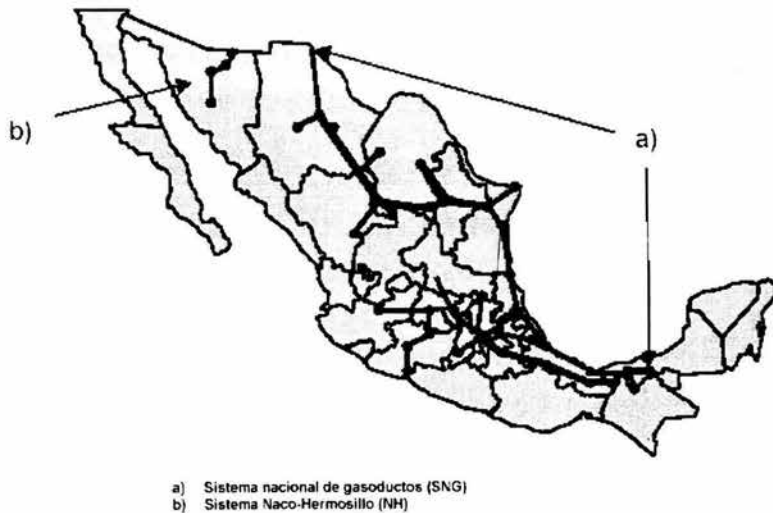 b)
a)
a) Sistema nacional de gasoductos (SNG)
b) Sistema Naco-Hermosillo (NH)